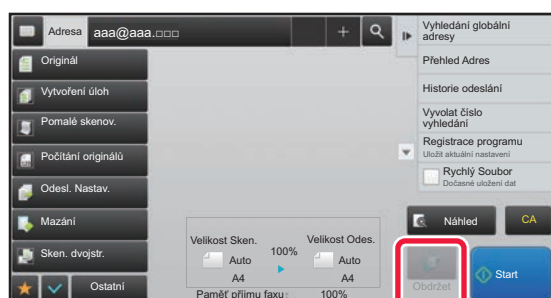 Adresa aaa@aaa.□□□ +
Originál
Vytvoření úloh
Pomalé skenov.
Počítání originálů
Odesl. Nastav.
Mazání
Sken. dvojstr.
Ostatní
Velikost Sken.
Auto
A4
100%
Velikost Odes.
Auto
A4
Paměť příjmu faxu: 100%
Vyhledání globální
adresy
Přehled Adres
Historie odeslání
Vyvolat číslo
vyhledání
Registrace programu
Uložit aktuální nastavení
Rychlý Soubor
Dočasné uložení dat
Náhled
CA
Obdržet
Start